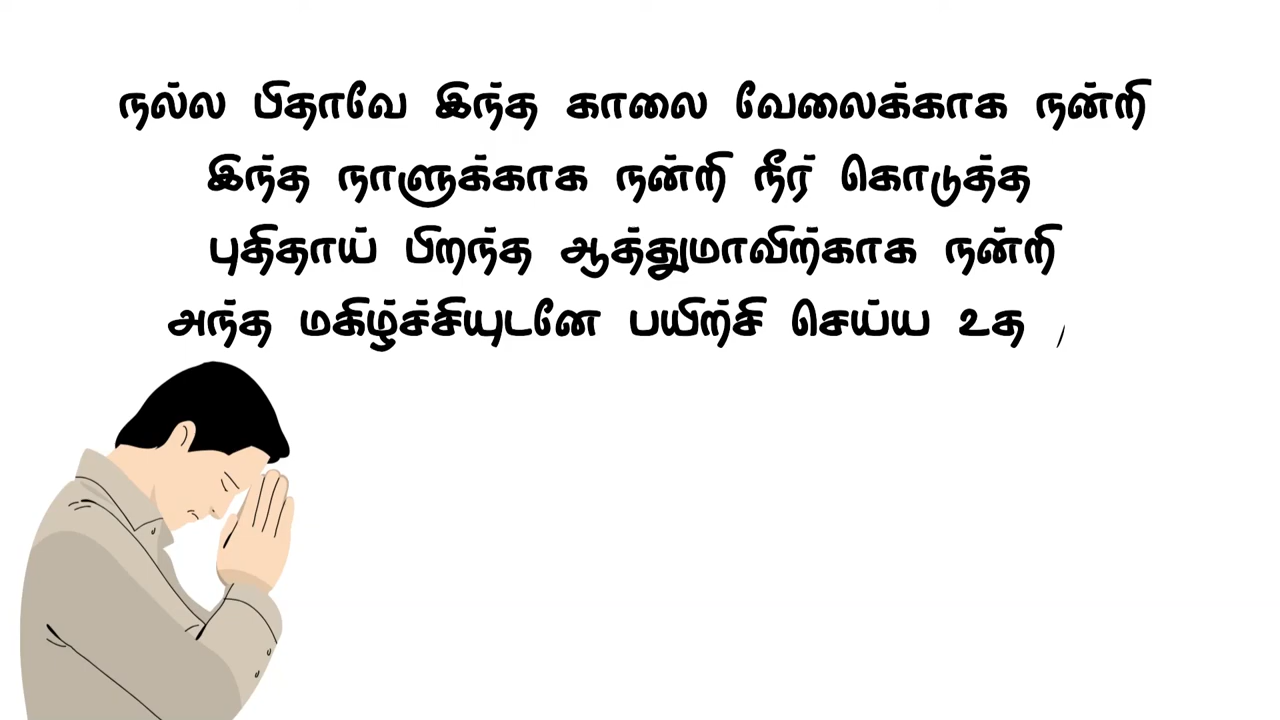 நல்ல பிதாவே இந்த காலை வேலைக்காக நன்றி
இந்த நாளுக்காக நன்றி நீர் கொடுத்த
புதிதாய் பிறந்த ஆத்துமாவிற்காக நன்றி
அந்த மகிழ்ச்சியுடனே பயிற்சி செய்ய உத